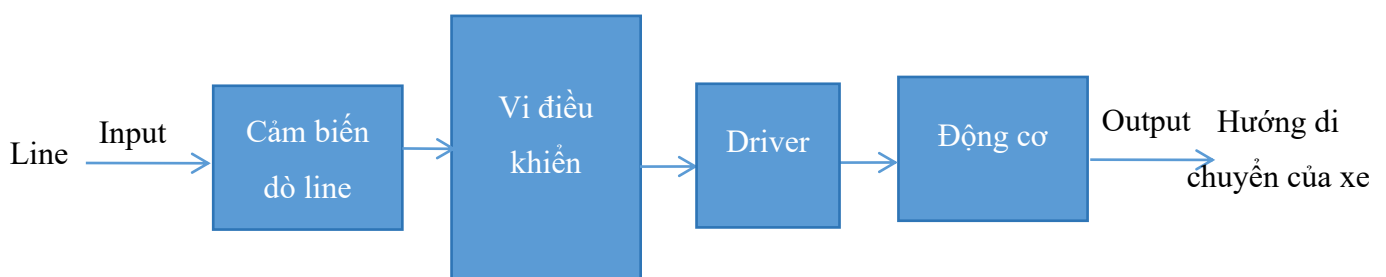 Line
Input
Cảm biến
dò line
Vi điều
khiển
Driver
Động cơ
Output
Hướng di
chuyển của xe